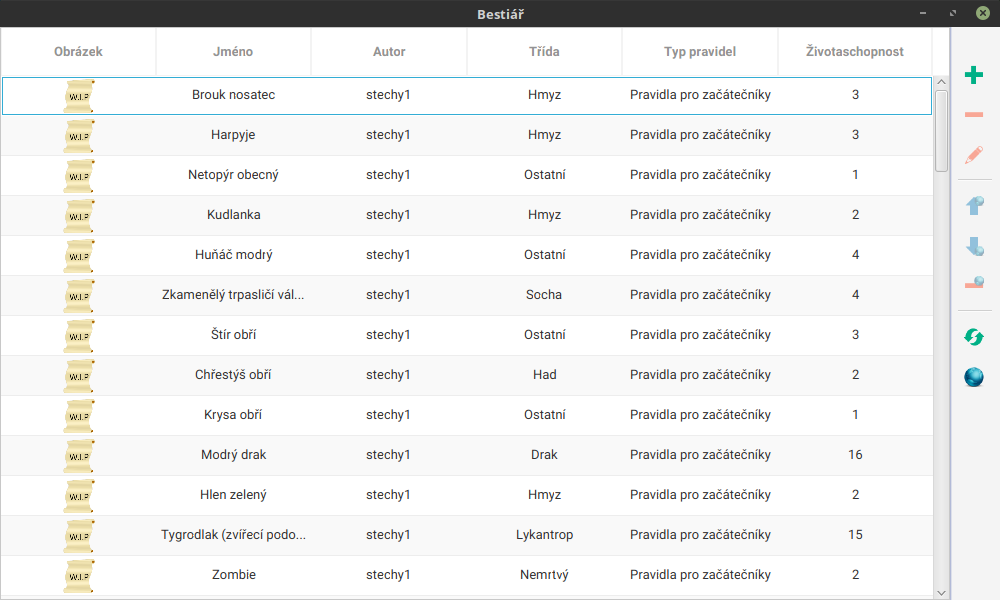 Bestiář
Obrázek Jméno Autor Třída Typ pravidel Životaschopnost
W.I.P Brouk nosatec stechy1 Hmyz Pravidla pro začátečníky 3
W.I.P Harpyje stechy1 Hmyz Pravidla pro začátečníky 3
W.I.P Netopýr obecný stechy1 Ostatní Pravidla pro začátečníky 1
W.I.P Kudlanka stechy1 Hmyz Pravidla pro začátečníky 2
W.I.P Huňáč modrý stechy1 Ostatní Pravidla pro začátečníky 4
W.I.P Zkamenělý trpasličí vál... stechy1 Socha Pravidla pro začátečníky 4
W.I.P Štír obří stechy1 Ostatní Pravidla pro začátečníky 3
W.I.P Chřestýš obří stechy1 Had Pravidla pro začátečníky 2
W.I.P Krysa obří stechy1 Ostatní Pravidla pro začátečníky 1
W.I.P Modrý drak stechy1 Drak Pravidla pro začátečníky 16
W.I.P Hlen zelený stechy1 Hmyz Pravidla pro začátečníky 2
W.I.P Tygrodlak (zvířecí podo... stechy1 Lykantrop Pravidla pro začátečníky 15
W.I.P Zombie stechy1 Nemrtvý Pravidla pro začátečníky 2